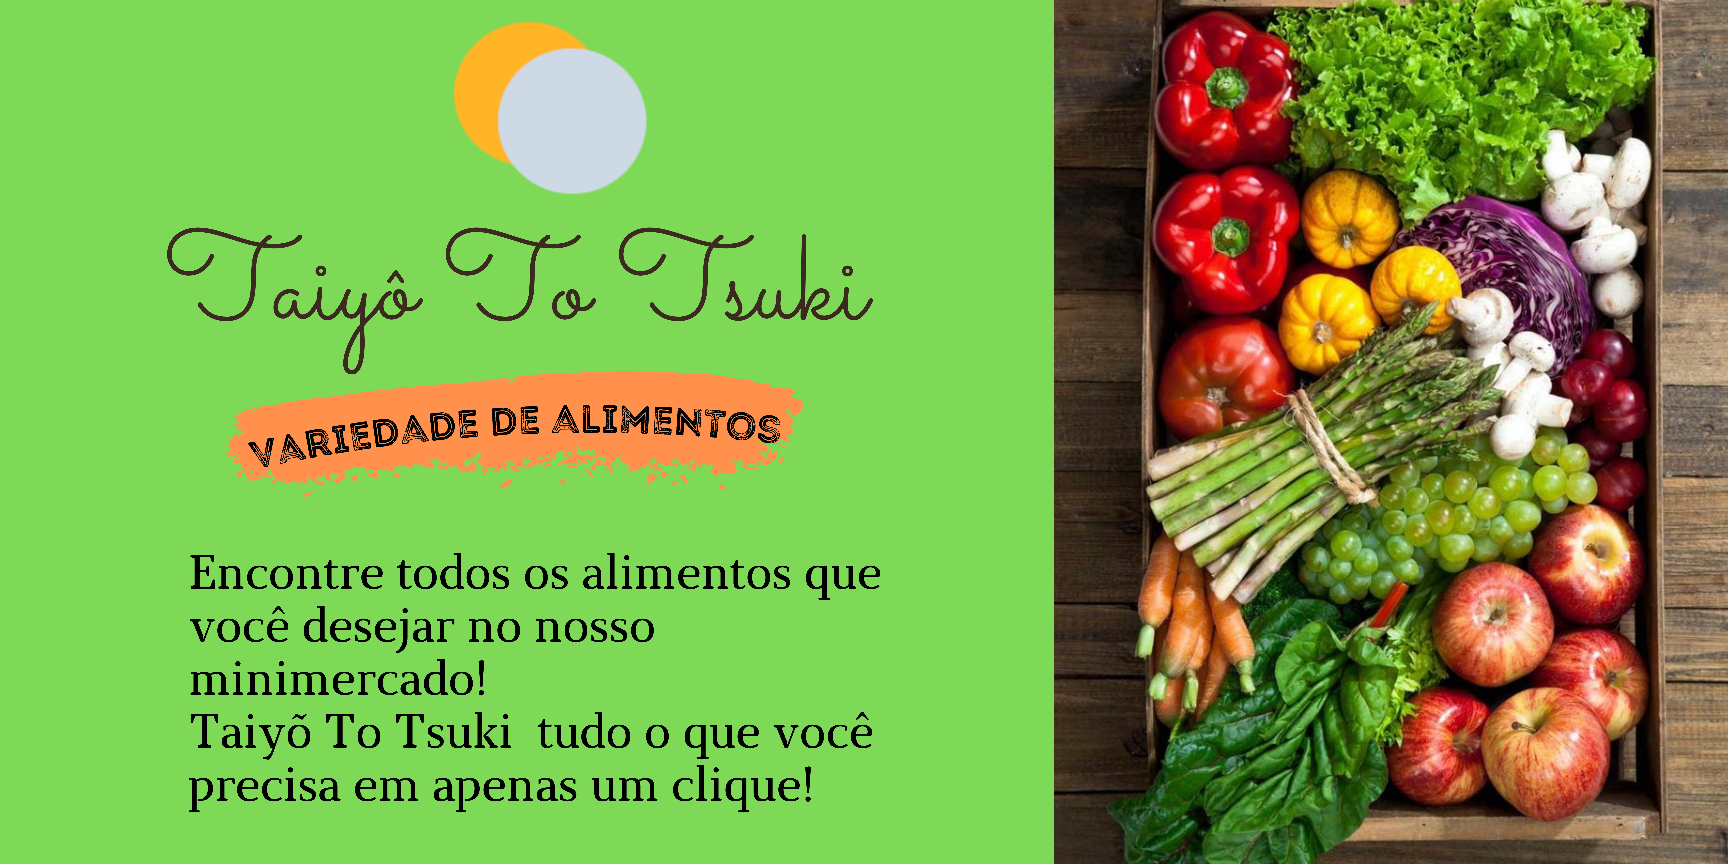 Taiyô To Tsuki
VARIEDADE DE ALIMENTOS
Encontre todos os alimentos que
você desejar no nosso
minimercado!
Taiyõ To Tsuki  tudo o que você
precisa em apenas um clique!